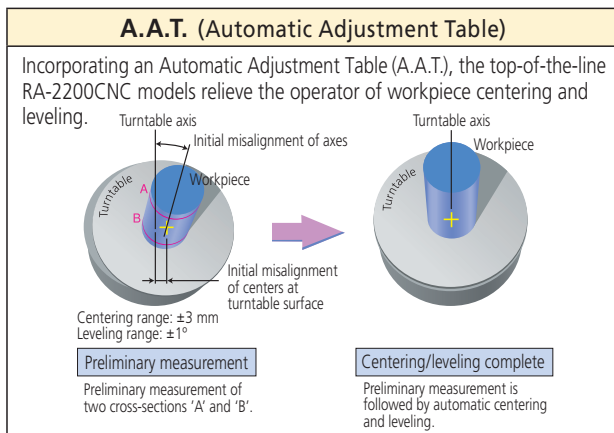 A.A.T. (Automatic Adjustment Table)
Incorporating an Automatic Adjustment Table (A.A.T.), the top-of-the-line
RA-2200CNC models relieve the operator of workpiece centering and
leveling.
Turntable axis
Initial misalignment of axes
Workpiece
Turntable
A
B
Initial misalignment
of centers at
turntable surface
Centering range: ±3 mm
Leveling range: ±1º
Preliminary measurement
Preliminary measurement of
two cross-sections ‘A’ and ‘B’.
Turntable axis
Workpiece
Turntable
Centering/leveling complete
Preliminary measurement is
followed by automatic centering
and leveling.